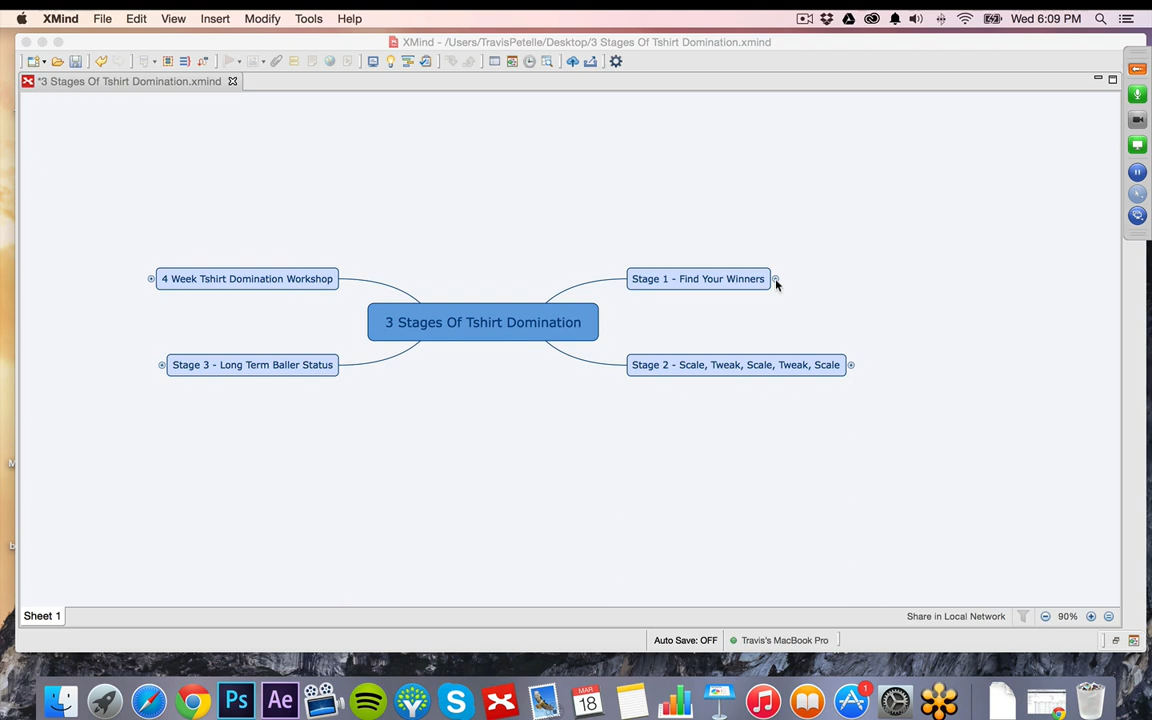 XMind File Edit View Insert Modify Tools Help Wed 6:09 PM
XMind - /Users/TravisPetelle/Desktop/3 Stages Of Tshirt Domination.xmind
*3 Stages Of Tshirt Domination.xmind
4 Week Tshirt Domination Workshop
Stage 1 - Find Your Winners
3 Stages Of Tshirt Domination
Stage 3 - Long Term Baller Status
Stage 2 - Scale, Tweak, Scale, Tweak, Scale
M
b
Sheet 1
Share in Local Network
90%
Auto Save: OFF
Travis's MacBook Pro
Ps
Ae
MAR
18
1